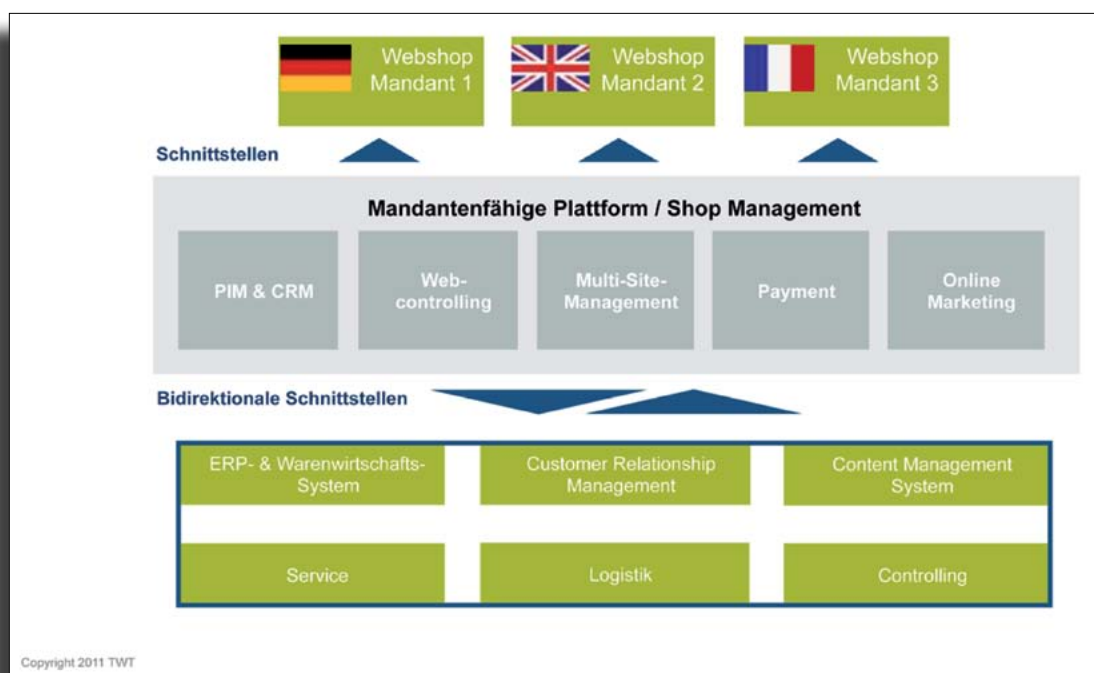 Webshop
Mandant 1
Webshop
Mandant 2
Webshop
Mandant 3
Schnittstellen
Mandantenfähige Plattform / Shop Management
PIM & CRM
Web-
controlling
Multi-Site-
Management
Payment
Online
Marketing
Bidirektionale Schnittstellen
ERP- & Warenwirtschafts-
System
Customer Relationship
Management
Content Management
System
Service
Logistik
Controlling
Copyright 2011 TWT